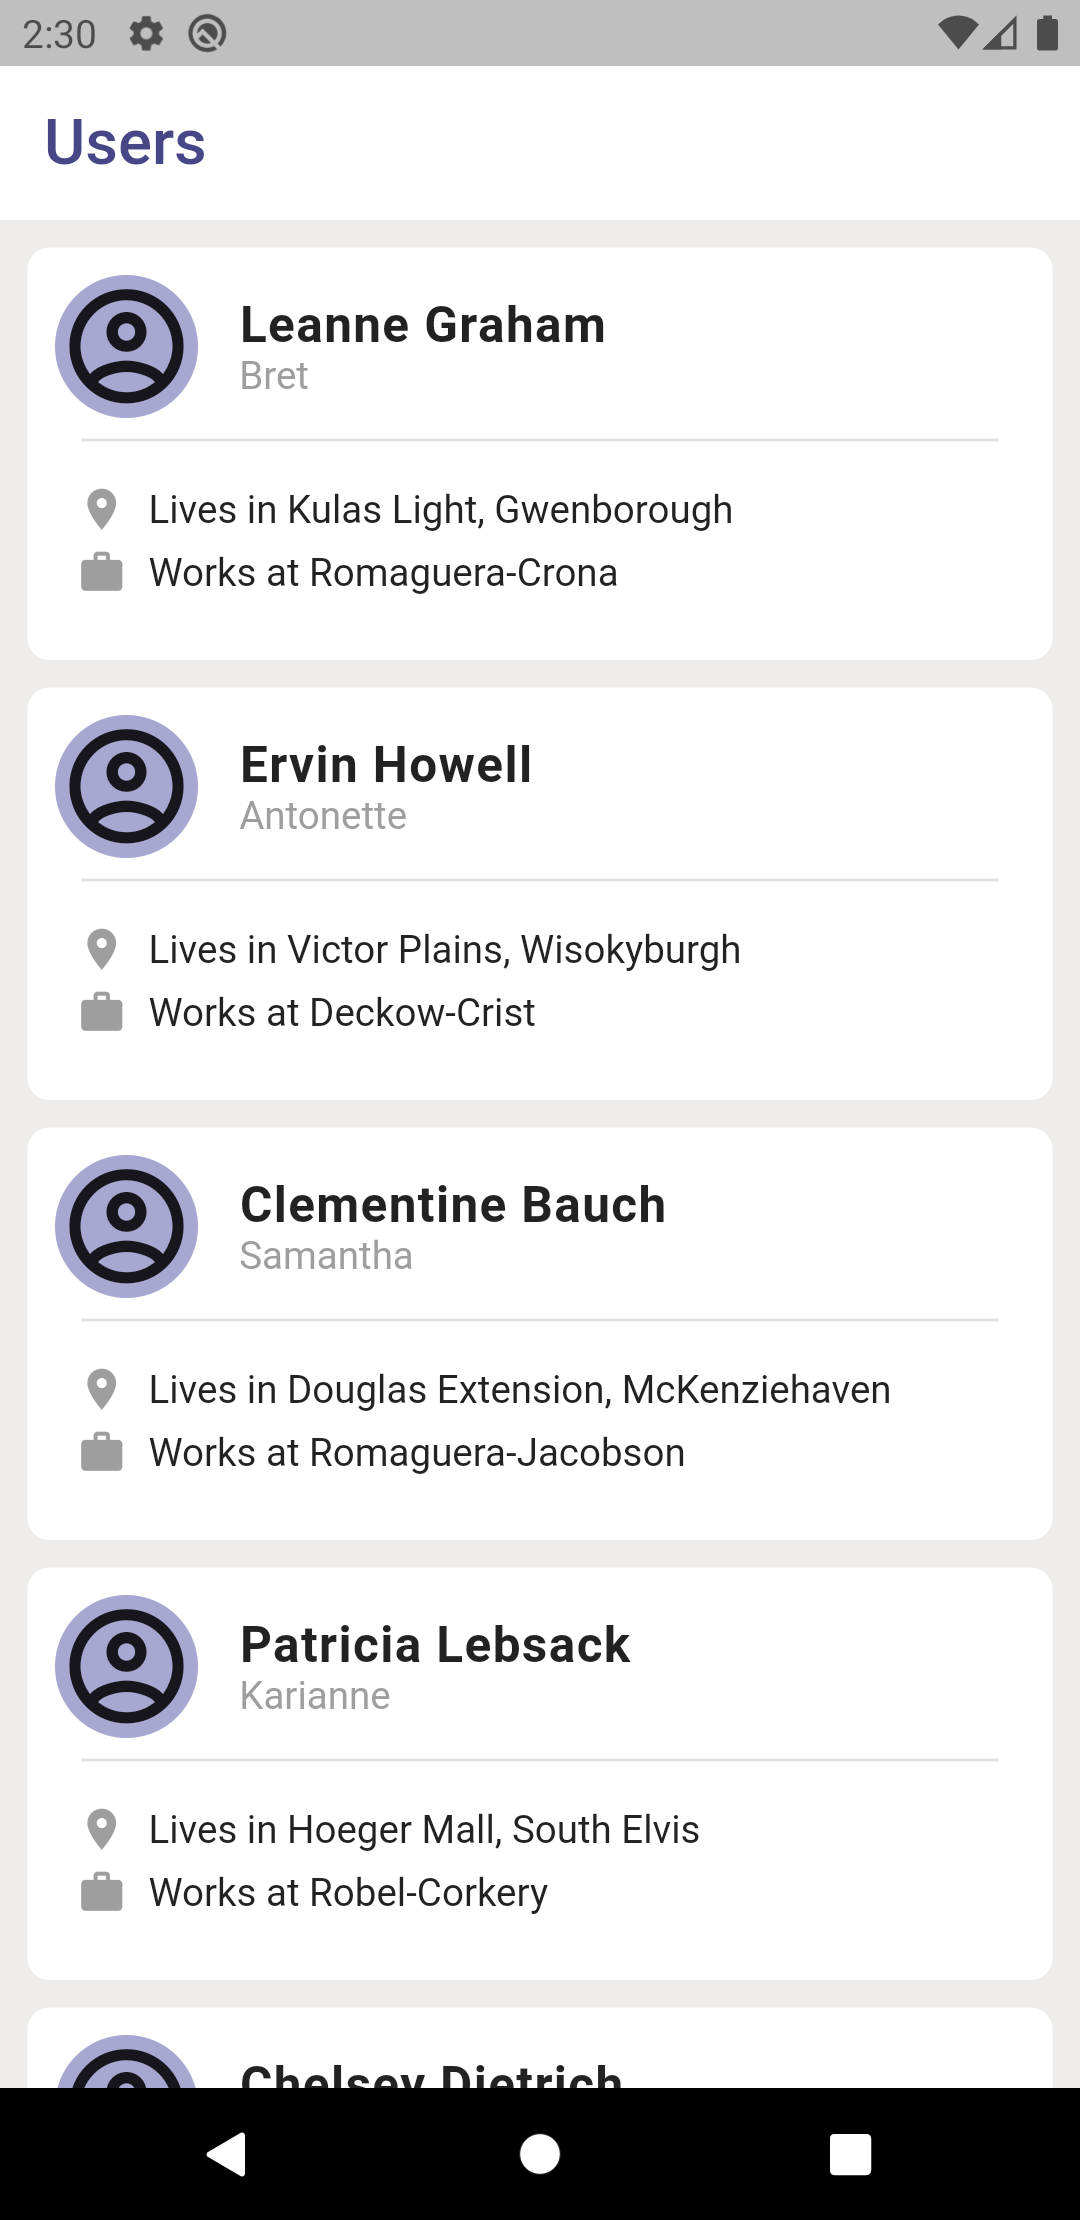 2:30
Users
Leanne Graham
Bret
Lives in Kulas Light, Gwenborough
Works at Romaguera-Crona
Ervin Howell
Antonette
Lives in Victor Plains, Wisokyburgh
Works at Deckow-Crist
Clementine Bauch
Samantha
Lives in Douglas Extension, McKenziehaven
Works at Romaguera-Jacobson
Patricia Lebsack
Karianne
Lives in Hoeger Mall, South Elvis
Works at Robel-Corkery
Chelsey Dietrich